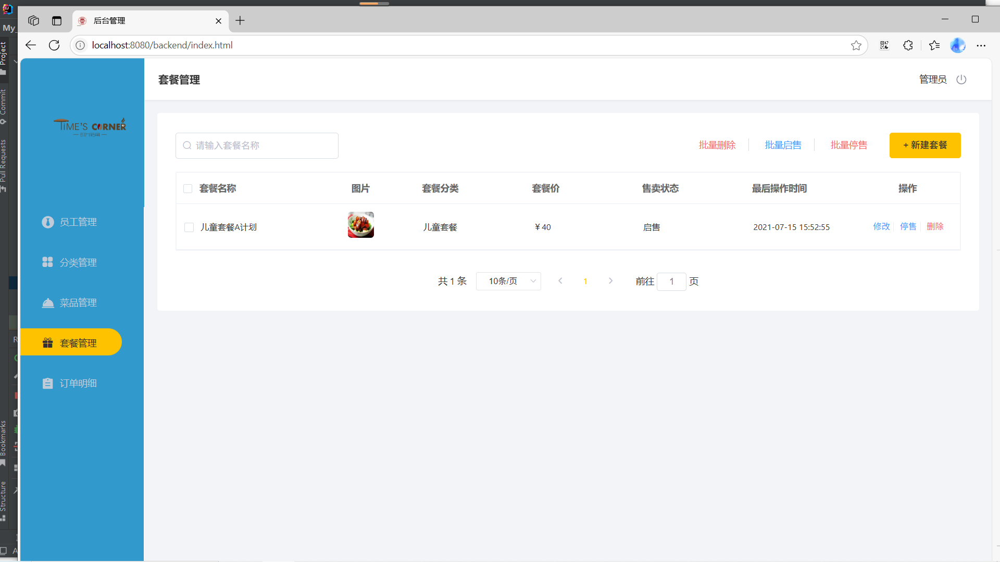 My_
后台管理
localhost:8080/backend/index.html
Project
Commit
Pull Requests
Bookmarks
Structure
TIME'S CORNER
套餐管理
管理员
员工管理
分类管理
菜品管理
套餐管理
订单明细
请输入套餐名称
批量删除
批量启售
批量停售
+ 新建套餐
套餐名称 图片 套餐分类 套餐价 售卖状态 最后操作时间 操作
儿童套餐A计划 儿童套餐 ￥40 启售 2021-07-15 15:52:55 修改 停售 删除
共 1 条 10条/页 1 前往 1 页